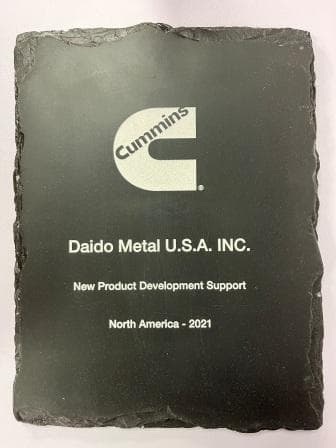 Cummins
Daido Metal U.S.A. INC.
New Product Development Support
North America - 2021